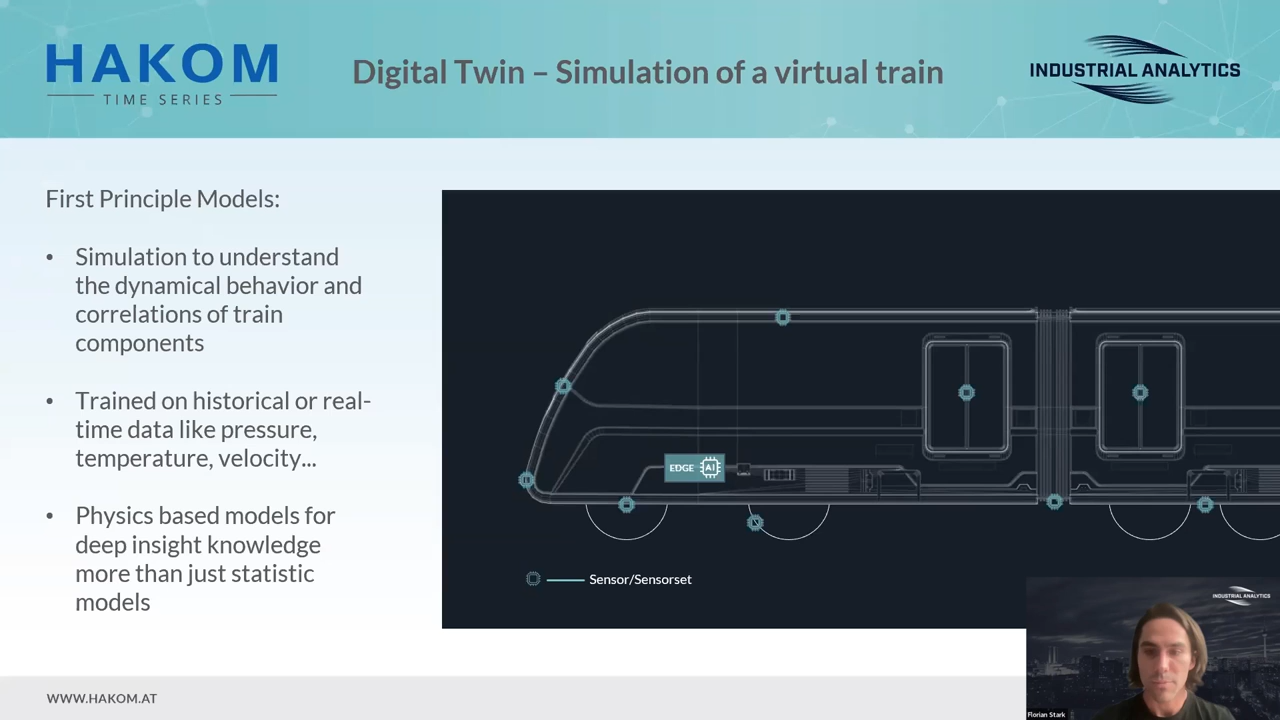 HAKOM
TIME SERIES
Digital Twin – Simulation of a virtual train
INDUSTRIAL ANALYTICS
First Principle Models:
• Simulation to understand
the dynamical behavior and
correlations of train
components
• Trained on historical or real-
time data like pressure,
temperature, velocity...
• Physics based models for
deep insight knowledge
more than just statistic
models
EDGE AI
Sensor/Sensorset
INDUSTRIAL ANALYTICS
Florian Stark
WWW.HAKOM.AT